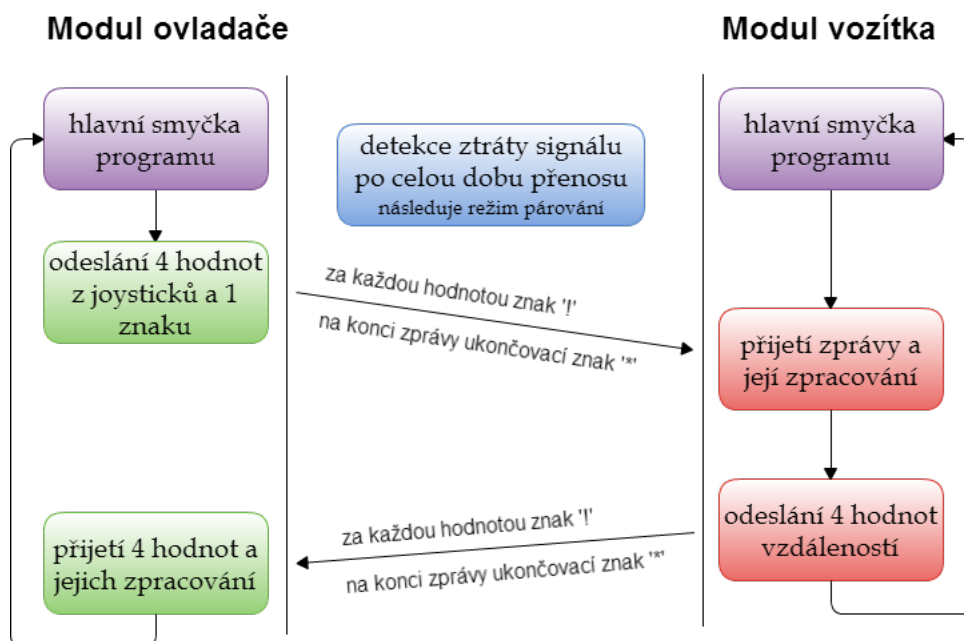 Modul ovladače
Modul vozítka
hlavní smyčka
programu
detekce ztráty signálu
po celou dobu přenosu
následuje režim párování
hlavní smyčka
programu
odeslání 4 hodnot
z joysticků a 1
znaku
za každou hodnotou znak '!'
na konci zprávy ukončovací znak '*'
přijetí zprávy a
její zpracování
přijetí 4 hodnot a
jejich zpracování
za každou hodnotou znak '!'
na konci zprávy ukončovací znak '*'
odeslání 4 hodnot
vzdáleností